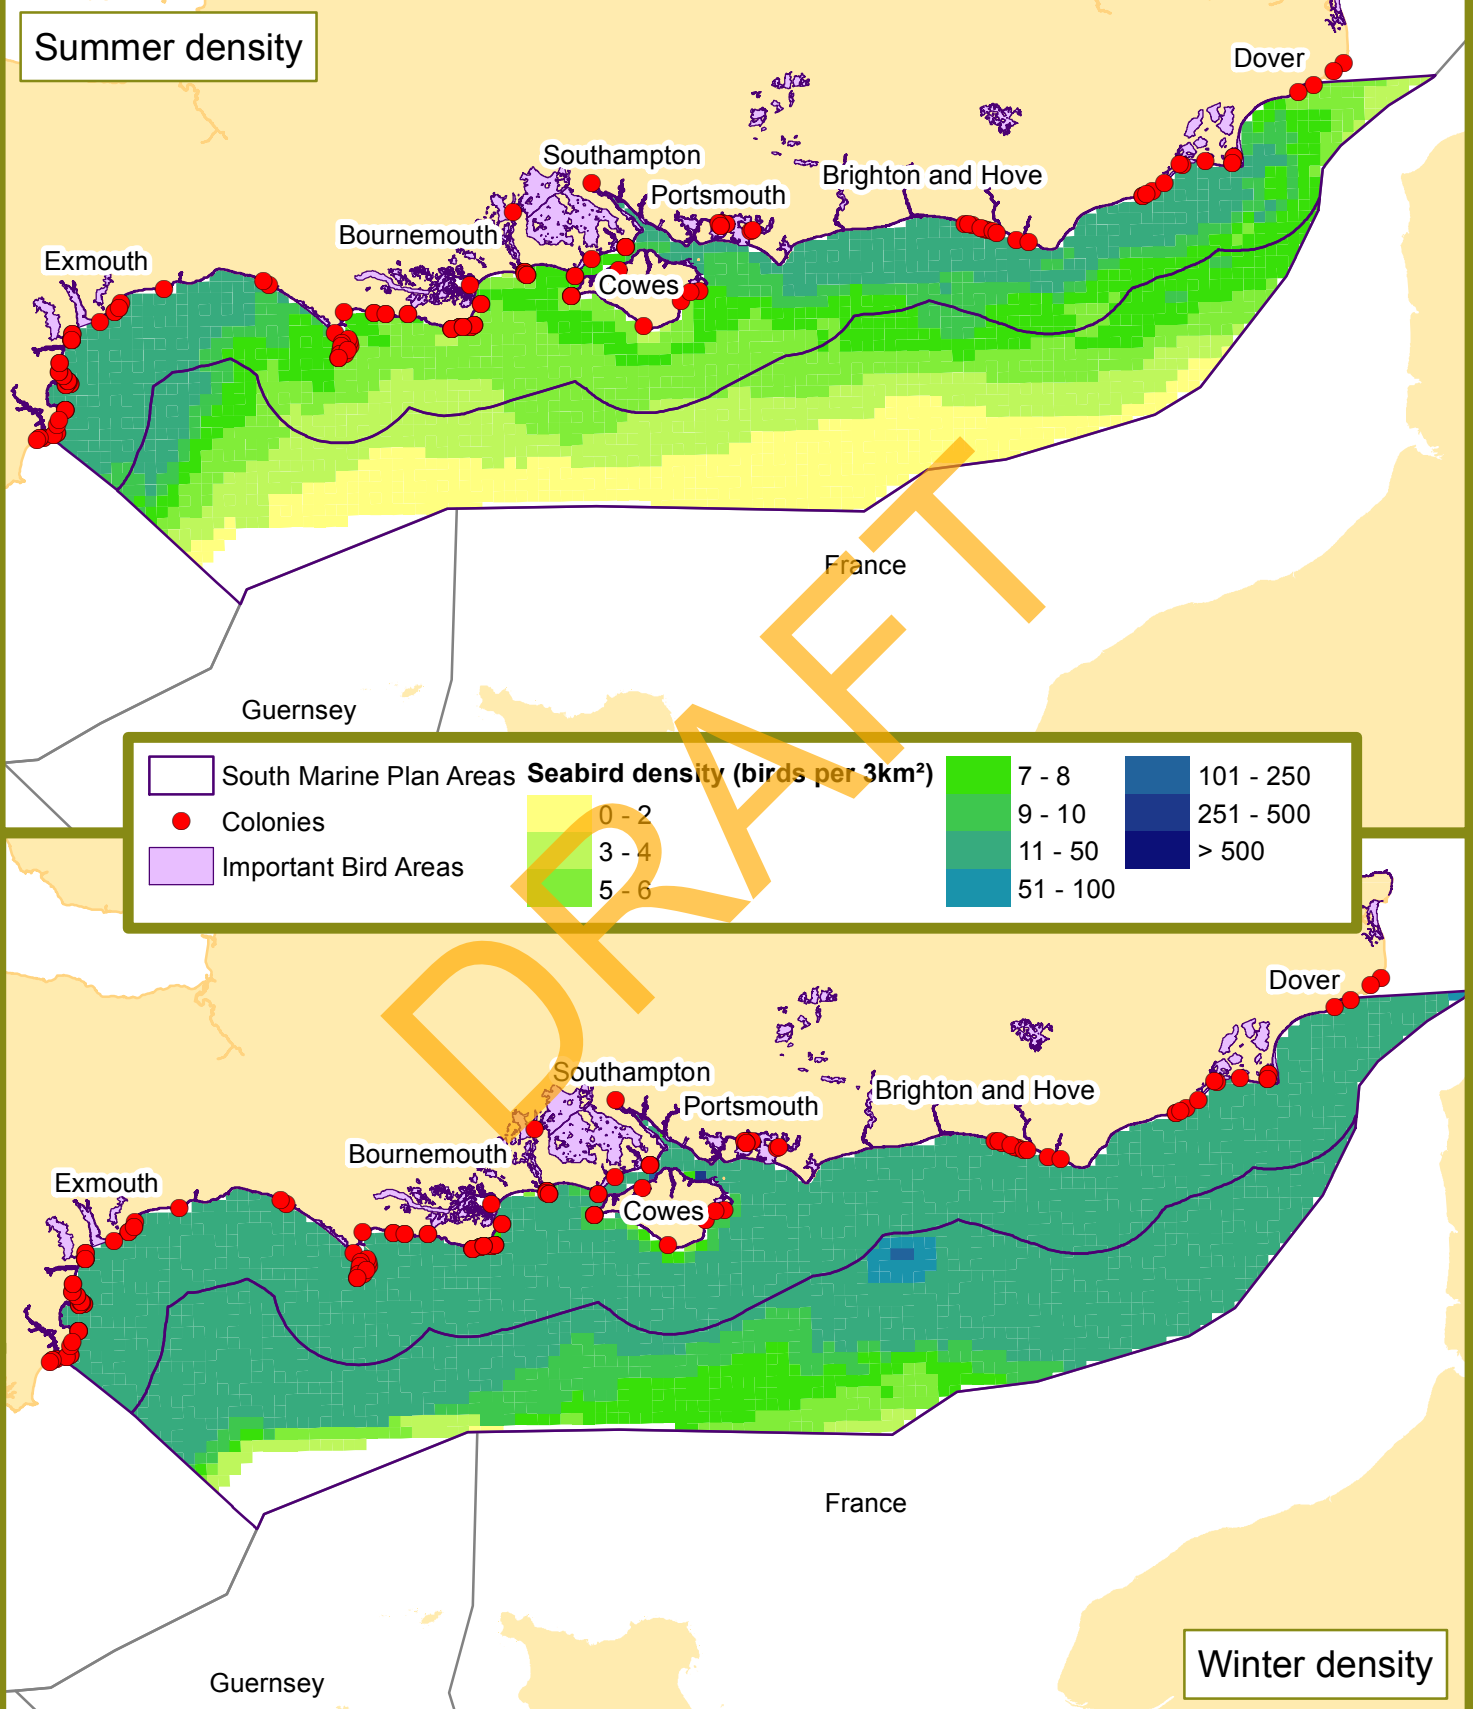 Summer density
Dover
Southampton
Portsmouth
Brighton and Hove
Bournemouth
Exmouth
Cowes
France
Guernsey
South Marine Plan Areas
Colonies
Important Bird Areas
Seabird density (birds per 3km²)
0 - 2
3 - 4
5 - 6
7 - 8
9 - 10
11 - 50
51 - 100
101 - 250
251 - 500
> 500
DRAFT
Dover
Southampton
Portsmouth
Brighton and Hove
Bournemouth
Exmouth
Cowes
France
Guernsey
Winter density